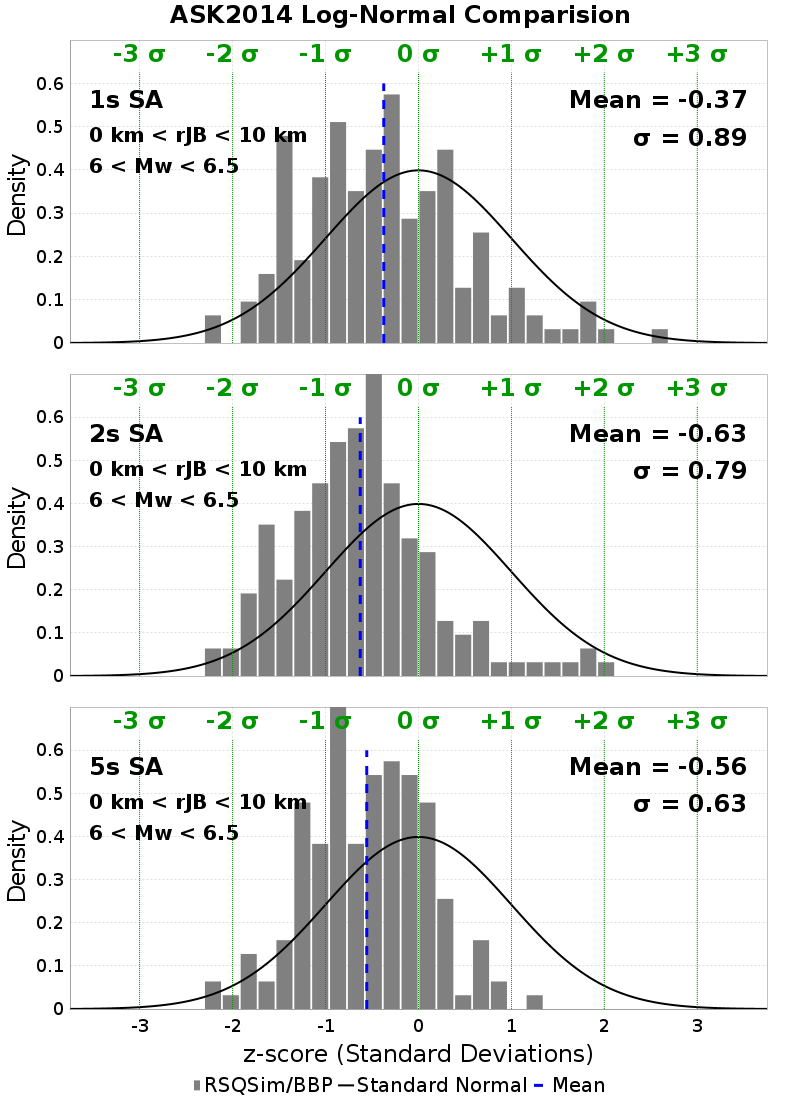 ASK2014 Log-Normal Comparision
-3 σ -2 σ -1 σ 0 σ +1 σ +2 σ +3 σ
1s SA
0 km < rJB < 10 km
6 < Mw < 6.5
Mean = -0.37
σ = 0.89
0.6
0.5
0.4
0.3
0.2
0.1
0
Density
-3 σ -2 σ -1 σ 0 σ +1 σ +2 σ +3 σ
2s SA
0 km < rJB < 10 km
6 < Mw < 6.5
Mean = -0.63
σ = 0.79
0.6
0.5
0.4
0.3
0.2
0.1
0
Density
-3 σ -2 σ -1 σ 0 σ +1 σ +2 σ +3 σ
5s SA
0 km < rJB < 10 km
6 < Mw < 6.5
Mean = -0.56
σ = 0.63
0.6
0.5
0.4
0.3
0.2
0.1
0
Density
-3 -2 -1 0 1 2 3
z-score (Standard Deviations)
RSQSim/BBP Standard Normal Mean